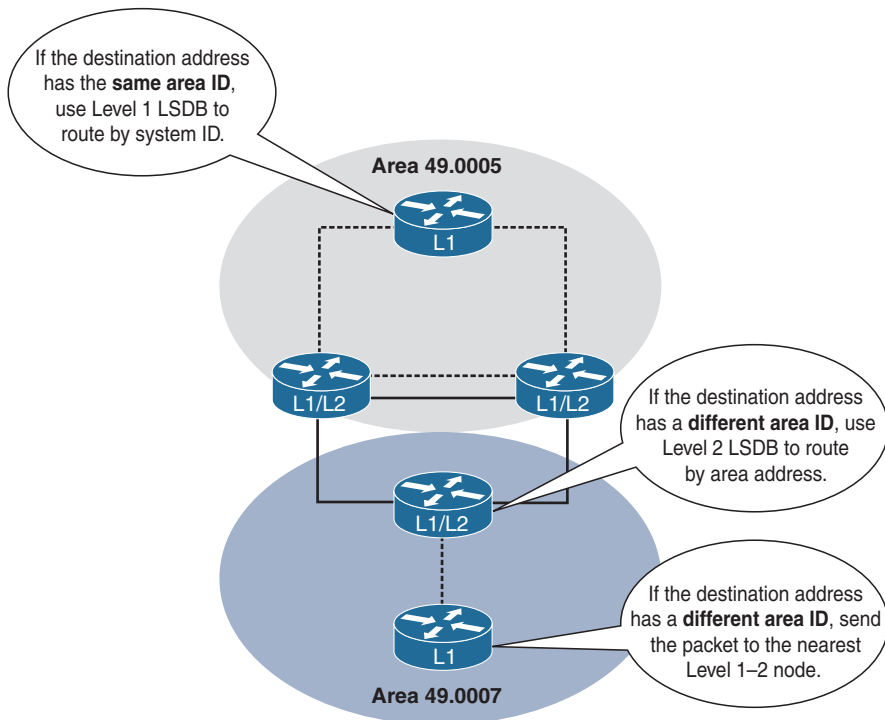 If the destination address
has the same area ID,
use Level 1 LSDB to
route by system ID.
Area 49.0005
L1
L1/L2
L1/L2
If the destination address
has a different area ID, use
Level 2 LSDB to route
by area address.
L1/L2
If the destination address
has a different area ID, send
the packet to the nearest
Level 1–2 node.
L1
Area 49.0007